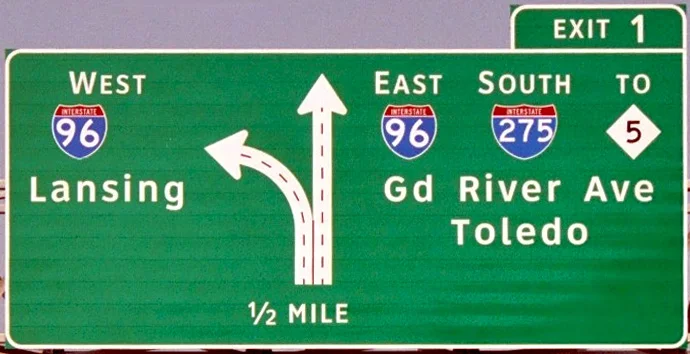 EXIT 1
WEST
INTERSTATE
96
Lansing
EAST SOUTH TO
INTERSTATE INTERSTATE
96 275 5
Gd River Ave
Toledo
½ MILE